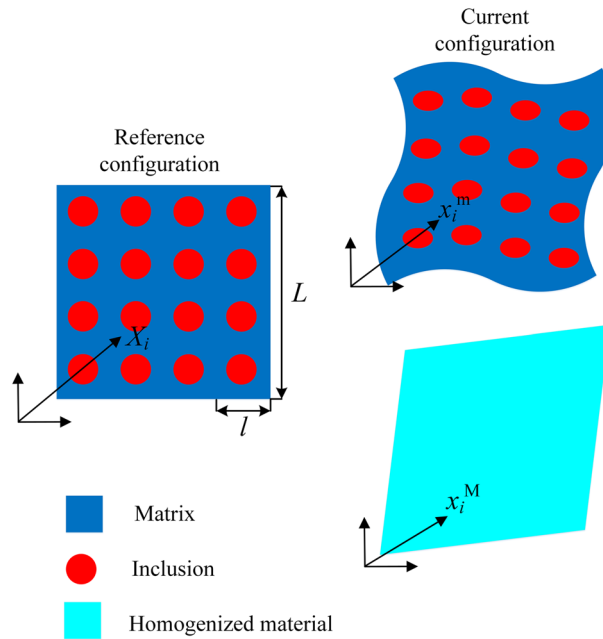 Current
configuration
Reference
configuration
x_i^m
X_i
L
l
x_i^M
Matrix
Inclusion
Homogenized material